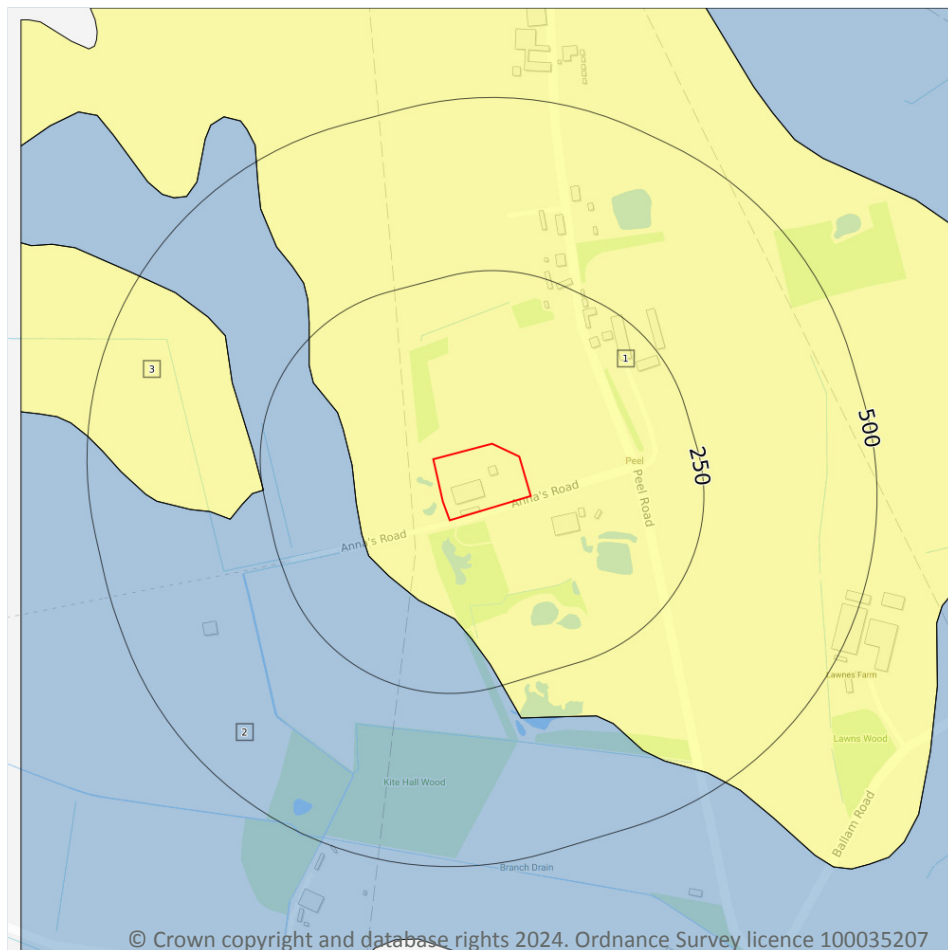 3
1
500
250
Peel
Anna's Road
Peel Road
Anna's Road
Lawnes Farm
2
Lawns Wood
Kite Hall Wood
Ballam Road
Branch Drain
© Crown copyright and database rights 2024. Ordnance Survey licence 100035207